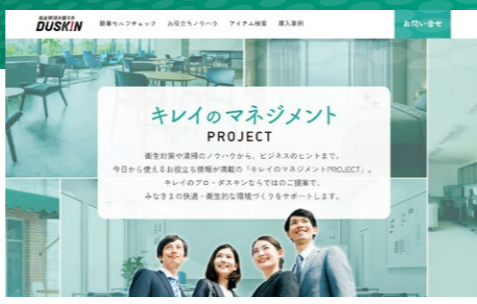 DUSKIN
簡単セルフチェック お役立ちノウハウ アイテム検索 導入事例
お問い合せ
キレイのマネジメント
PROJECT
衛生対策や清掃のノウハウから、ビジネスのヒントまで。
今日から使えるお役立ち情報が満載の「キレイのマネジメントPROJECT」。
キレイのプロ・ダスキンならではのご提案で、
みなさまの快適・衛生的な環境づくりをサポートします。